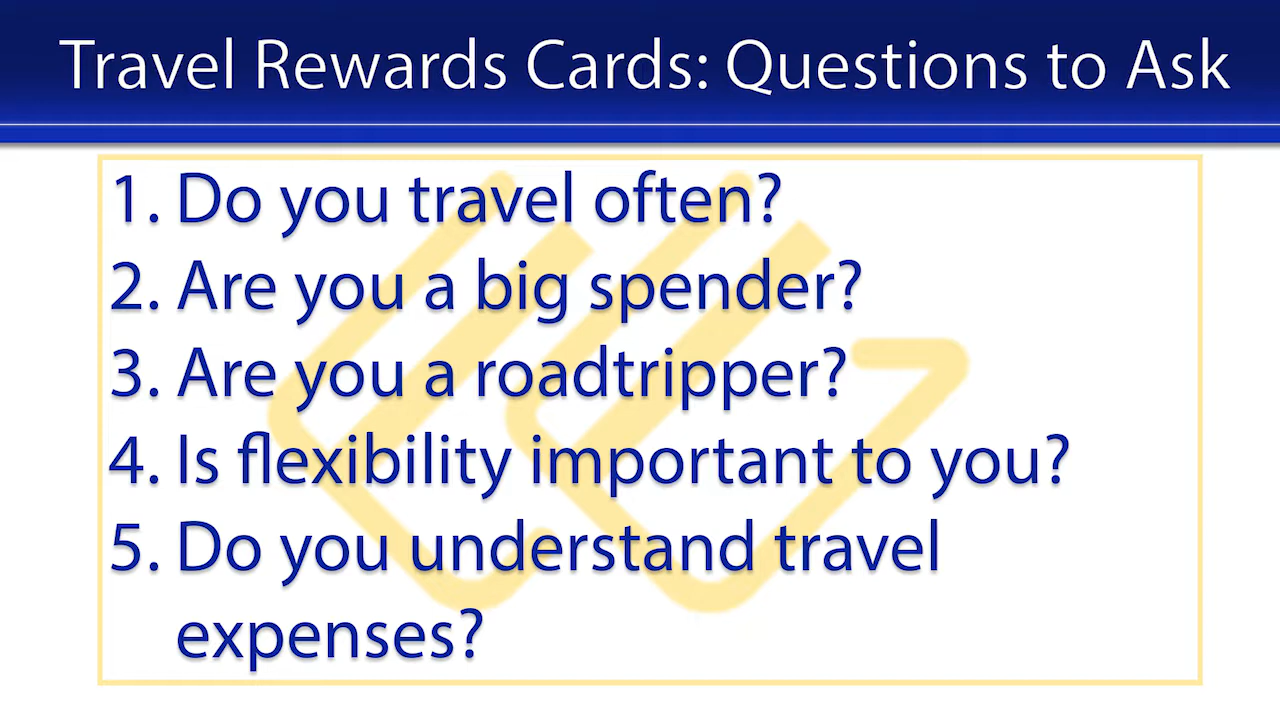 Travel Rewards Cards: Questions to Ask
1. Do you travel often?
2. Are you a big spender?
3. Are you a roadtripper?
4. Is flexibility important to you?
5. Do you understand travel
expenses?